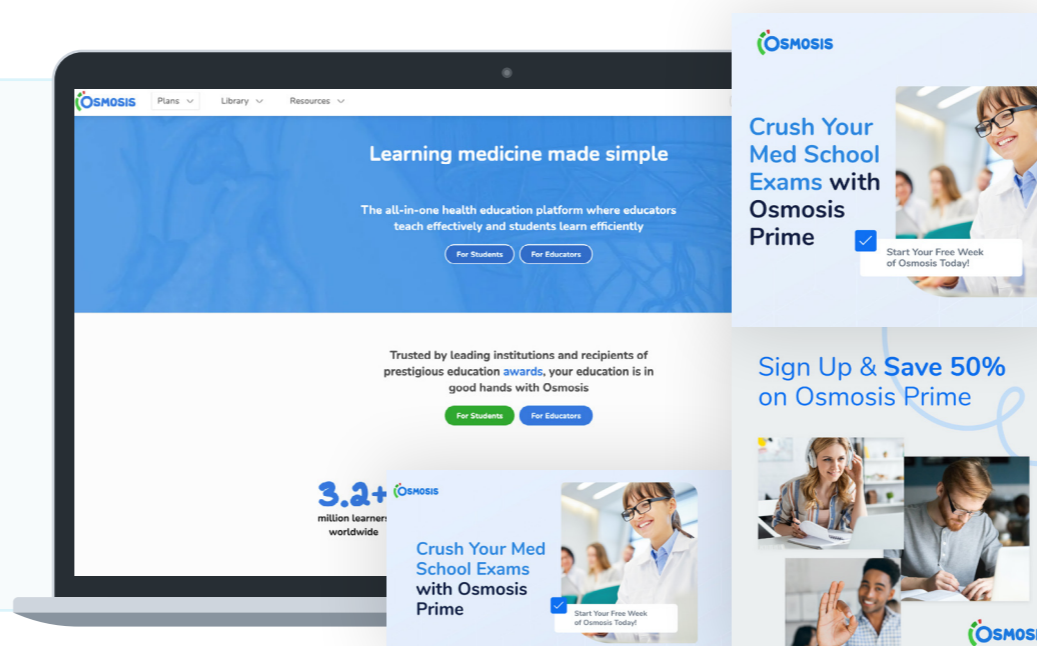 OSMOSIS
Plans
Library
Resources
Learning medicine made simple
The all-in-one health education platform where educators
teach effectively and students learn efficiently
For Students
For Educators
Trusted by leading institutions and recipients of
prestigious education awards, your education is in
good hands with Osmosis
For Students
For Educators
3.2+
million learners
worldwide
OSMOSIS
Crush Your Med
School Exams
with Osmosis
Prime
Start Your Free Week
of Osmosis Today!
OSMOSIS
Crush Your
Med School
Exams with
Osmosis
Prime
Start Your Free Week
of Osmosis Today!
Sign Up & Save 50%
on Osmosis Prime
OSMOSIS